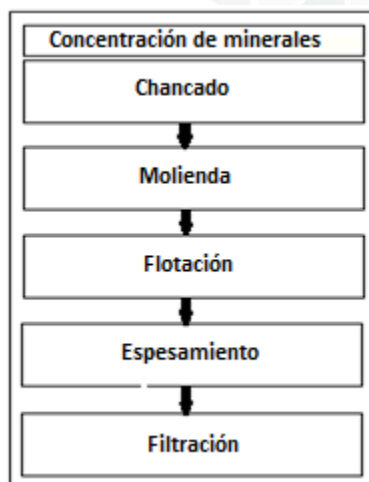 Concentración de minerales
Chancado
Molienda
Flotación
Espesamiento
Filtración